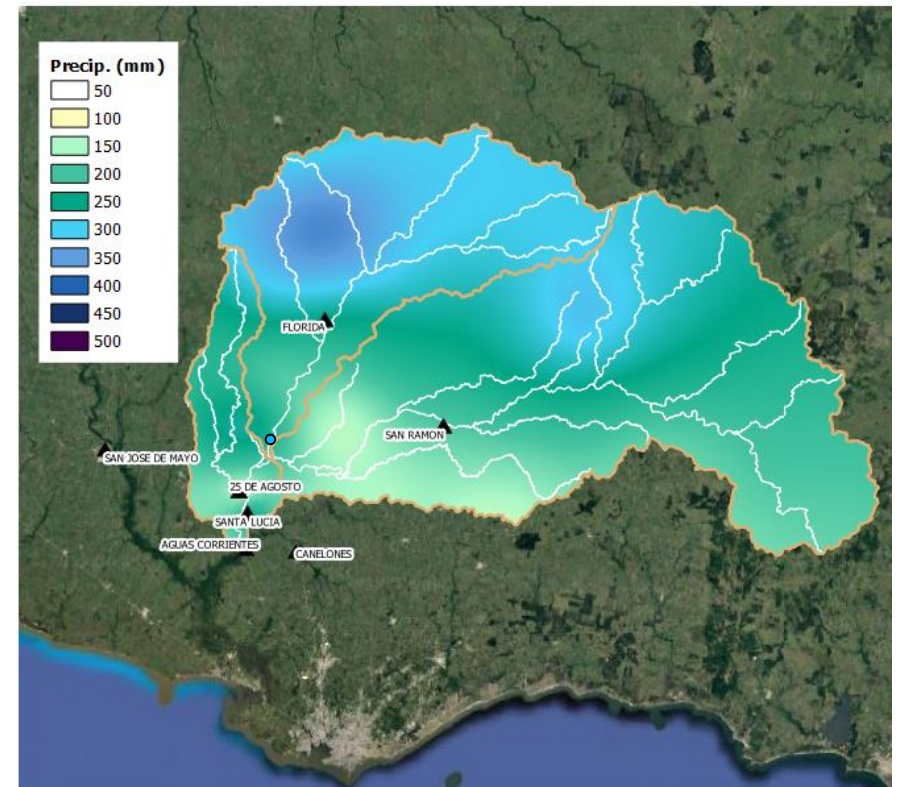 Precip. (mm)
50
100
150
200
250
300
350
400
450
500
FLORIDA
SAN RAMON
SAN JOSE DE MAYO
25 DE AGOSTO
SANTA LUCIA
AGUAS CORRIENTES
CANELONES